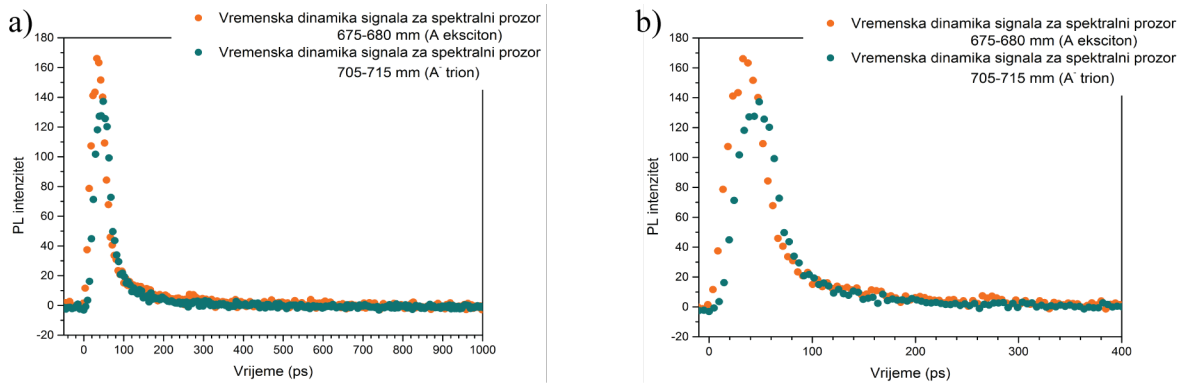 a)
Vremenska dinamika signala za spektralni prozor
675-680 mm (A eksciton)
Vremenska dinamika signala za spektralni prozor
705-715 mm (A⁻ trion)
180
160
140
120
100
80
60
40
20
0
-20
PL intenzitet
0 100 200 300 400 500 600 700 800 900 1000
Vrijeme (ps)
b)
Vremenska dinamika signala za spektralni prozor
675-680 mm (A eksciton)
Vremenska dinamika signala za spektralni prozor
705-715 mm (A⁻ trion)
180
160
140
120
100
80
60
40
20
0
-20
PL intenzitet
0 100 200 300 400
Vrijeme (ps)